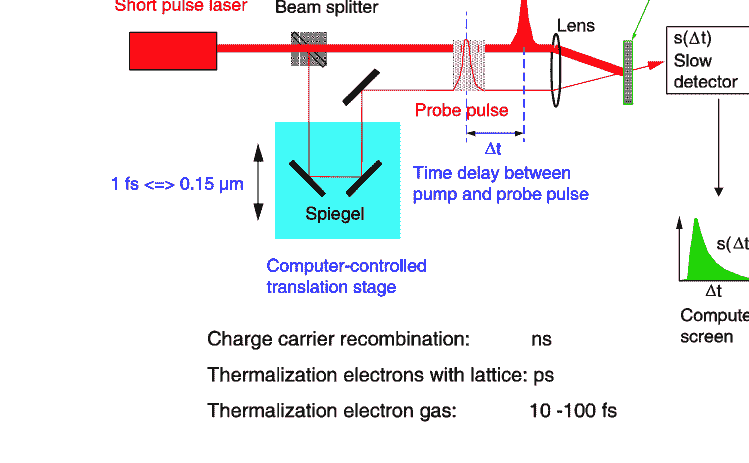 Short pulse laser
Beam splitter
Lens
s(Δt)
Slow
detector
Probe pulse
Δt
Time delay between
pump and probe pulse
1 fs <=> 0.15 μm
Spiegel
Computer-controlled
translation stage
s(Δt
Δt
Compute
screen
Charge carrier recombination: ns
Thermalization electrons with lattice: ps
Thermalization electron gas: 10 -100 fs